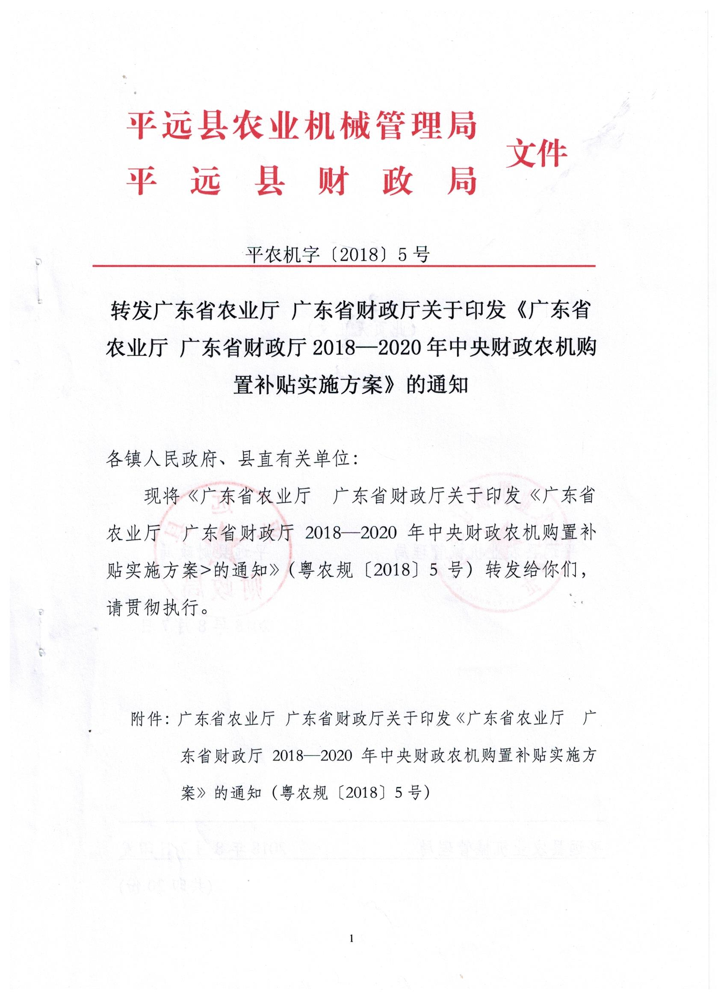 平远县农业机械管理局
平远县财政局
文件
平农机字〔2018〕5号
转发广东省农业厅 广东省财政厅关于印发《广东省
农业厅 广东省财政厅2018—2020年中央财政农机购
置补贴实施方案》的通知
各镇人民政府、县直有关单位：
现将《广东省农业厅 广东省财政厅关于印发《广东省
农业厅 广东省财政厅 2018—2020 年中央财政农机购置补
贴实施方案>的通知》（粤农规〔2018〕5 号）转发给你们，
请贯彻执行。
附件：广东省农业厅 广东省财政厅关于印发《广东省农业厅 广
东省财政厅 2018—2020 年中央财政农机购置补贴实施方
案》的通知（粤农规〔2018〕5号）
1